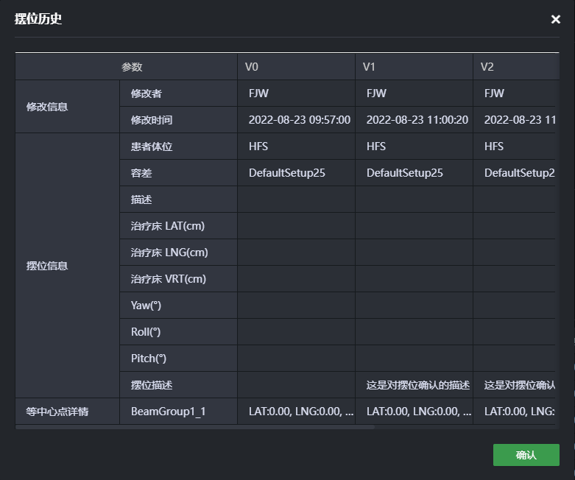 摆位历史
参数 V0 V1 V2
修改信息 修改者 FJW FJW FJW
修改时间 2022-08-23 09:57:00 2022-08-23 11:00:20 2022-08-23 11
摆位信息 患者体位 HFS HFS HFS
容差 DefaultSetup25 DefaultSetup25 DefaultSetup2
描述
治疗床 LAT(cm)
治疗床 LNG(cm)
治疗床 VRT(cm)
Yaw(°)
Roll(°)
Pitch(°)
摆位描述 这是对摆位确认的描述 这是对摆位确认
等中心点详情 BeamGroup1_1 LAT:0.00, LNG:0.00, ... LAT:0.00, LNG:0.00, ... LAT:0.00, LNG:
确认